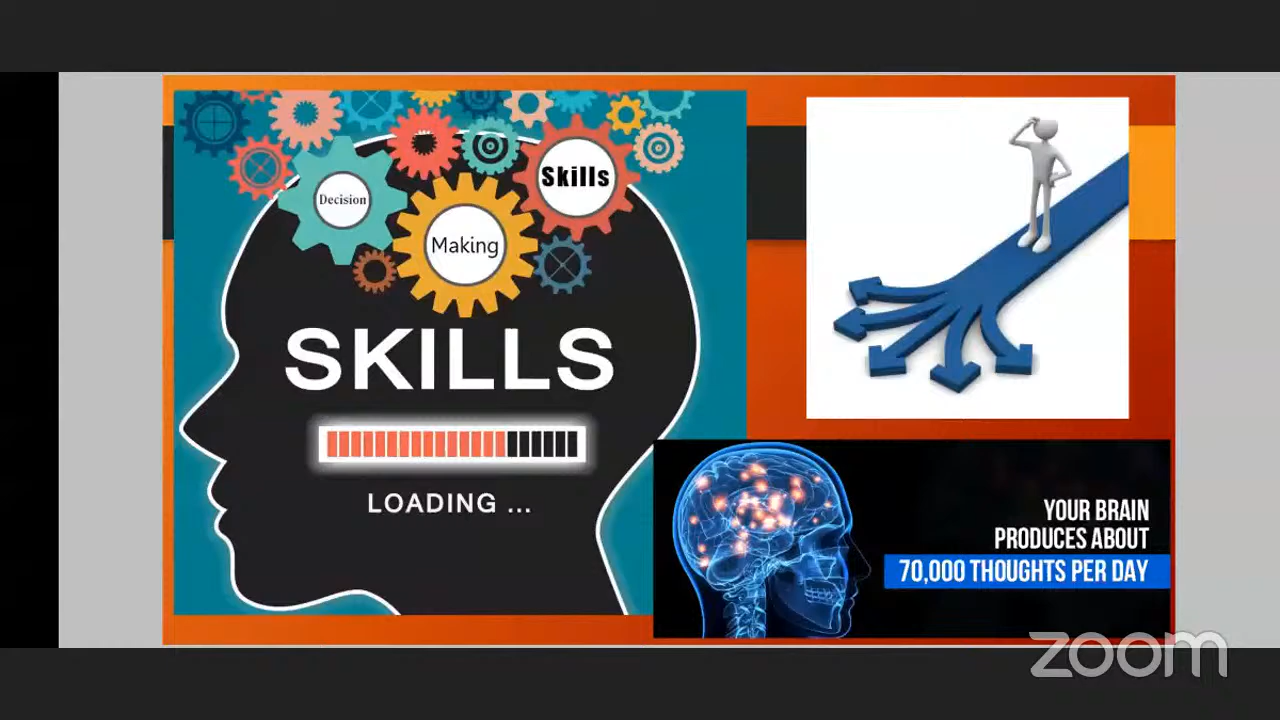 Decision
Making
Skills
SKILLS
LOADING ...
YOUR BRAIN
PRODUCES ABOUT
70,000 THOUGHTS PER DAY
zoom